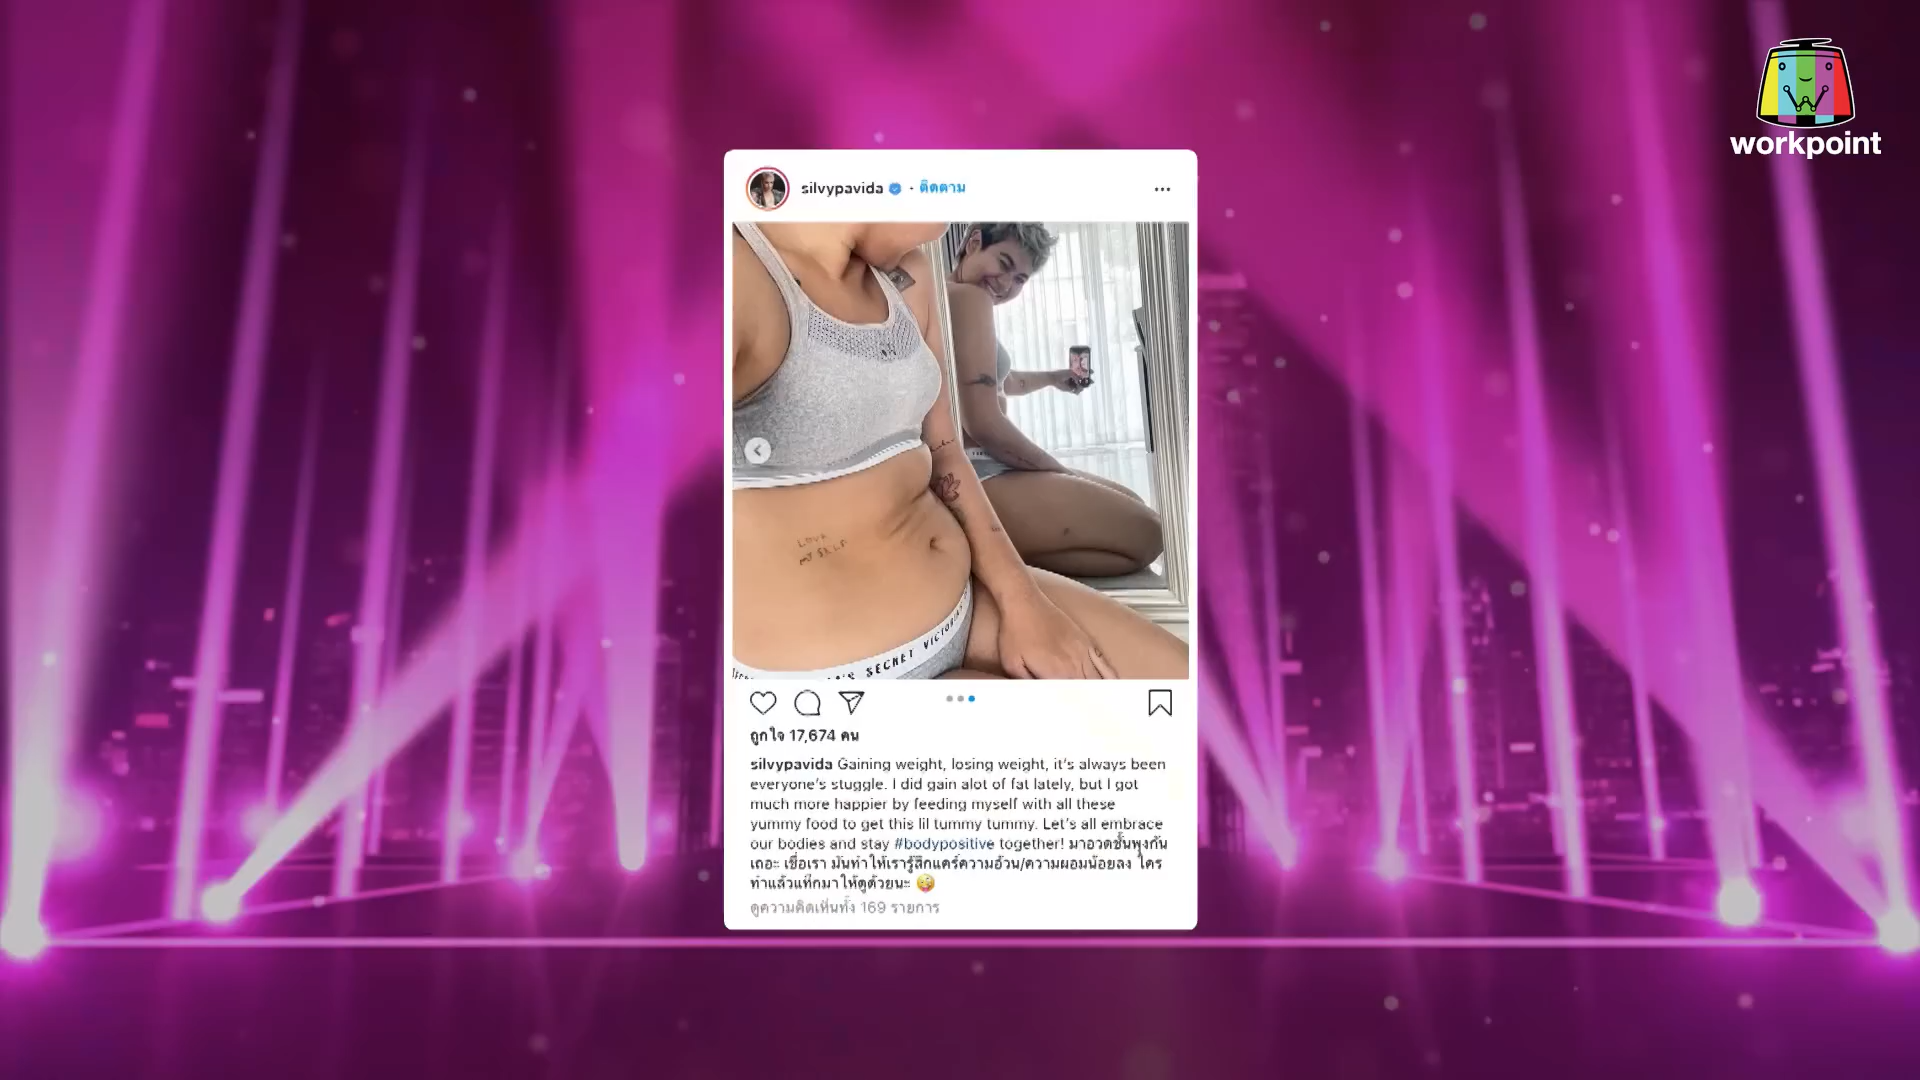 workpoint
silvypavida · ติดตาม
LOVE
MY SELF
SECRET VICTORIA'S
ถูกใจ 17,674 คน
silvypavida Gaining weight, losing weight, it's always been
everyone's stuggle. I did gain alot of fat lately, but I got
much more happier by feeding myself with all these
yummy food to get this lil tummy tummy. Let's all embrace
our bodies and stay #bodypositive together! มาอวดชั้นพุงกัน
เถอะ เชื่อเรา มันทำให้เรารู้สึกแคร์ความอ้วน/ความผอมน้อยลง ใคร
ทำแล้วแท็กมาให้ดูด้วยนะ 😜
ดูความคิดเห็นทั้ง 169 รายการ